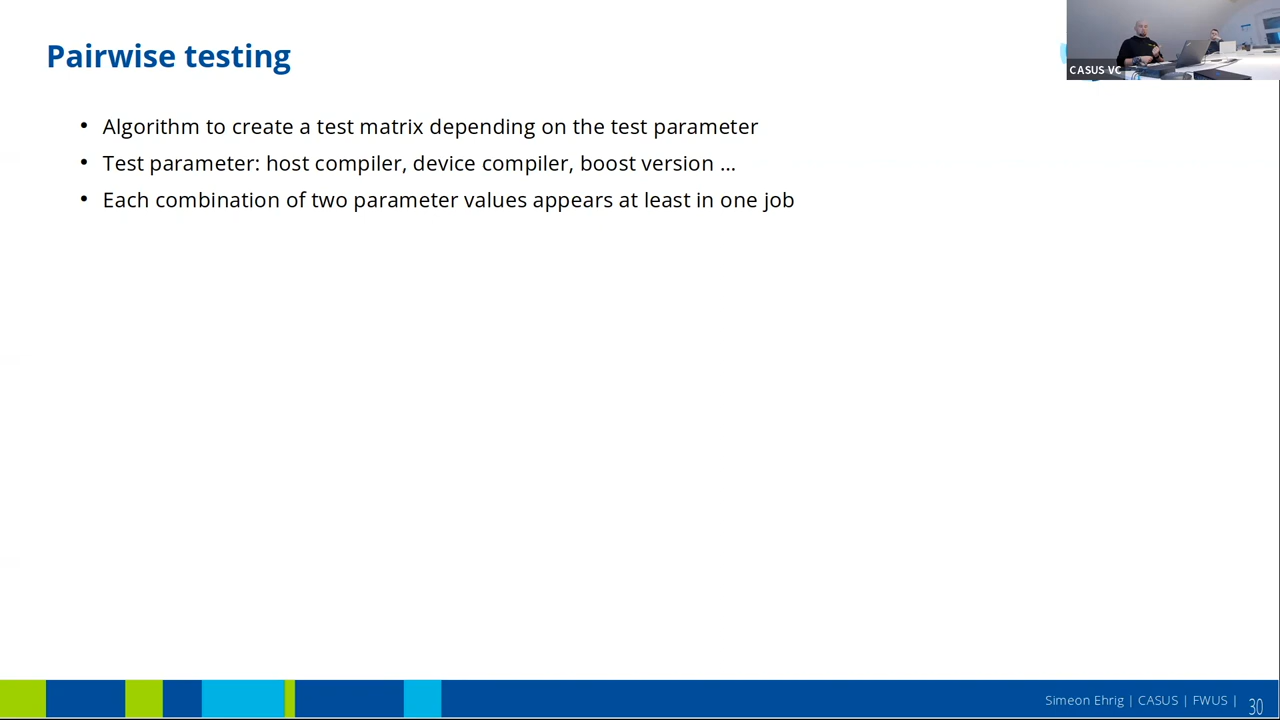 Pairwise testing
CASUS VC
• Algorithm to create a test matrix depending on the test parameter
• Test parameter: host compiler, device compiler, boost version ...
• Each combination of two parameter values appears at least in one job
Simeon Ehrig | CASUS | FWUS | 30